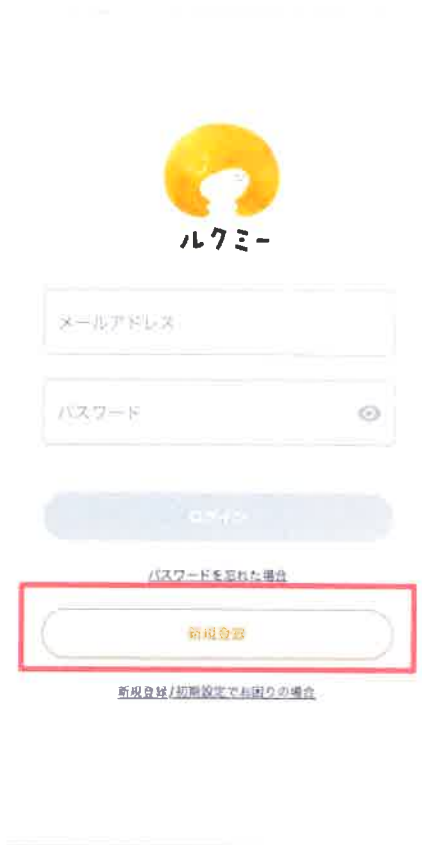 ルクミー
メールアドレス
パスワード
ログイン
パスワードを忘れた場合
新規登録
新規登録/初期設定でお困りの場合